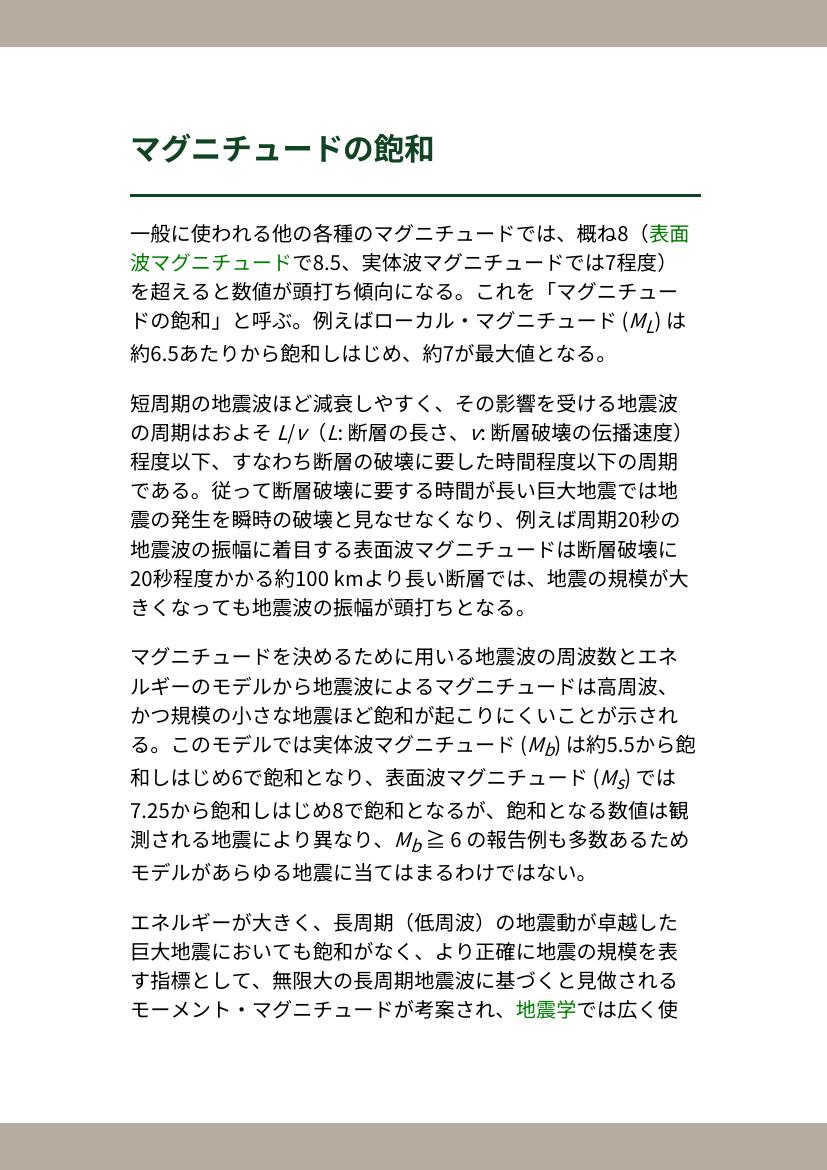 マグニチュードの飽和
一般に使われる他の各種のマグニチュードでは、概ね8（表面
波マグニチュードで8.5、実体波マグニチュードでは7程度）
を超えると数値が頭打ち傾向になる。これを「マグニチュー
ドの飽和」と呼ぶ。例えばローカル・マグニチュード (ML) は
約6.5あたりから飽和しはじめ、約7が最大値となる。
短周期の地震波ほど減衰しやすく、その影響を受ける地震波
の周期はおよそ L/v（L: 断層の長さ、v: 断層破壊の伝播速度）
程度以下、すなわち断層の破壊に要した時間程度以下の周期
である。従って断層破壊に要する時間が長い巨大地震では地
震の発生を瞬時の破壊と見なせなくなり、例えば周期20秒の
地震波の振幅に着目する表面波マグニチュードは断層破壊に
20秒程度かかる約100 kmより長い断層では、地震の規模が大
きくなっても地震波の振幅が頭打ちとなる。
マグニチュードを決めるために用いる地震波の周波数とエネ
ルギーのモデルから地震波によるマグニチュードは高周波、
かつ規模の小さな地震ほど飽和が起こりにくいことが示され
る。このモデルでは実体波マグニチュード (Mb) は約5.5から飽
和しはじめ6で飽和となり、表面波マグニチュード (Ms) では
7.25から飽和しはじめ8で飽和となるが、飽和となる数値は観
測される地震により異なり、Mb ≧ 6 の報告例も多数あるため
モデルがあらゆる地震に当てはまるわけではない。
エネルギーが大きく、長周期（低周波）の地震動が卓越した
巨大地震においても飽和がなく、より正確に地震の規模を表
す指標として、無限大の長周期地震波に基づくと見做される
モーメント・マグニチュードが考案され、地震学では広く使